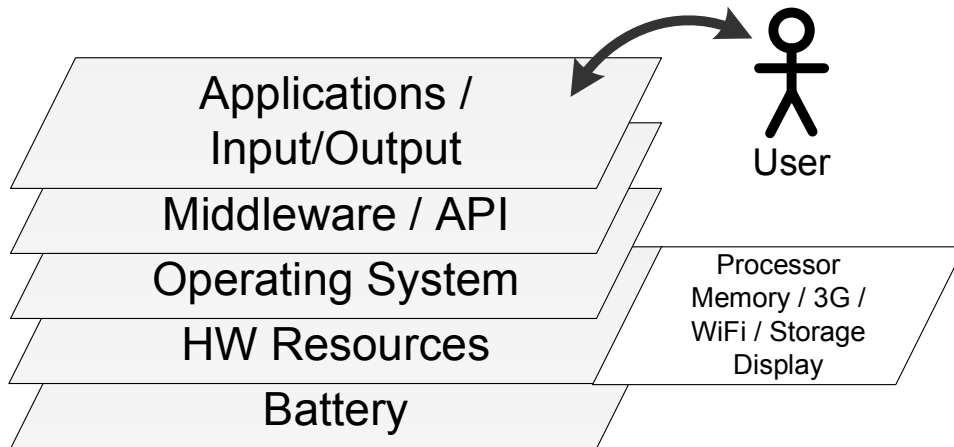 Applications /
Input/Output
User
Middleware / API
Operating System
HW Resources
Processor
Memory / 3G /
WiFi / Storage
Display
Battery